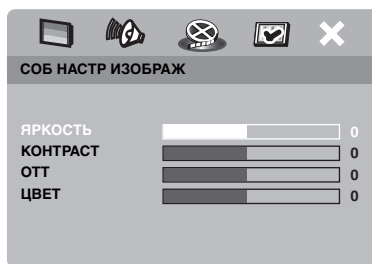 СОБ НАСТР ИЗОБРАЖ
ЯРКОСТЬ 0
КОНТРАСТ 0
ОТТ 0
ЦВЕТ 0